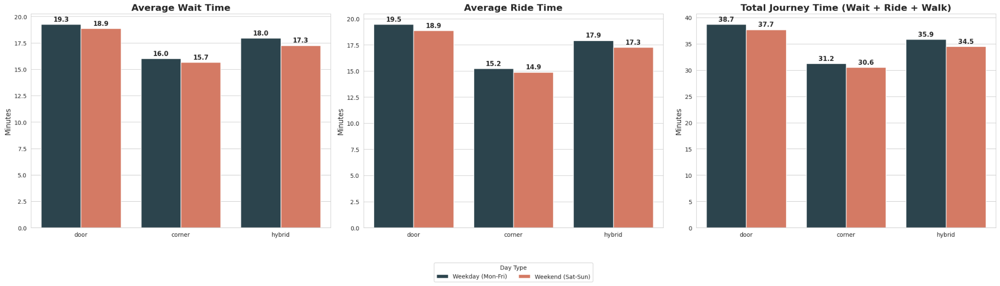 Average Wait Time
Minutes
20.0
17.5
15.0
12.5
10.0
7.5
5.0
2.5
0.0
19.3
18.9
16.0
15.7
18.0
17.3
door
corner
hybrid
Average Ride Time
Minutes
20.0
17.5
15.0
12.5
10.0
7.5
5.0
2.5
0.0
19.5
18.9
15.2
14.9
17.9
17.3
door
corner
hybrid
Total Journey Time (Wait + Ride + Walk)
Minutes
40
35
30
25
20
15
10
5
0
38.7
37.7
31.2
30.6
35.9
34.5
door
corner
hybrid
Day Type
Weekday (Mon-Fri)
Weekend (Sat-Sun)